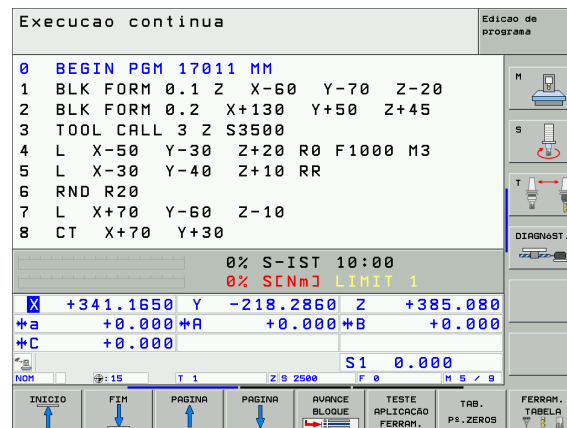 Execucao continua
Edicao de
programa
0 BEGIN PGM 17011 MM
1 BLK FORM 0.1 Z X-60 Y-70 Z-20
2 BLK FORM 0.2 X+130 Y+50 Z+45
3 TOOL CALL 3 Z S3500
4 L X-50 Y-30 Z+20 R0 F1000 M3
5 L X-30 Y-40 Z+10 RR
6 RND R20
7 L X+70 Y-60 Z-10
8 CT X+70 Y+30
M
S
T
DIAGNÓST.
0% S-IST 10:00
0% S[Nm] LIMIT 1
X +341.1650 Y -218.2860 Z +385.080
*a +0.000 *A +0.000 *B +0.000
*C +0.000
S1 0.000
NOM :15 T 1 Z S 2500 F 0 M 5 / 9
INICIO
FIM
PAGINA
PAGINA
AVANCE
BLOQUE
TESTE
APLICAÇÃO
FERRAM.
TAB.
Pº.ZEROS
FERRAM.
TABELA